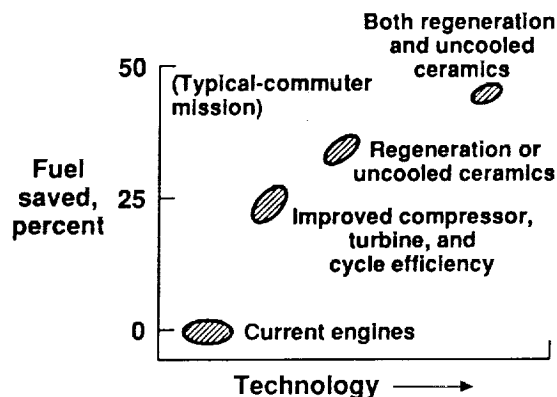 Both regeneration
and uncooled
ceramics
50
(Typical-commuter
mission)
Fuel
saved,
percent
Regeneration or
uncooled ceramics
25
Improved compressor,
turbine, and
cycle efficiency
0
Current engines
Technology